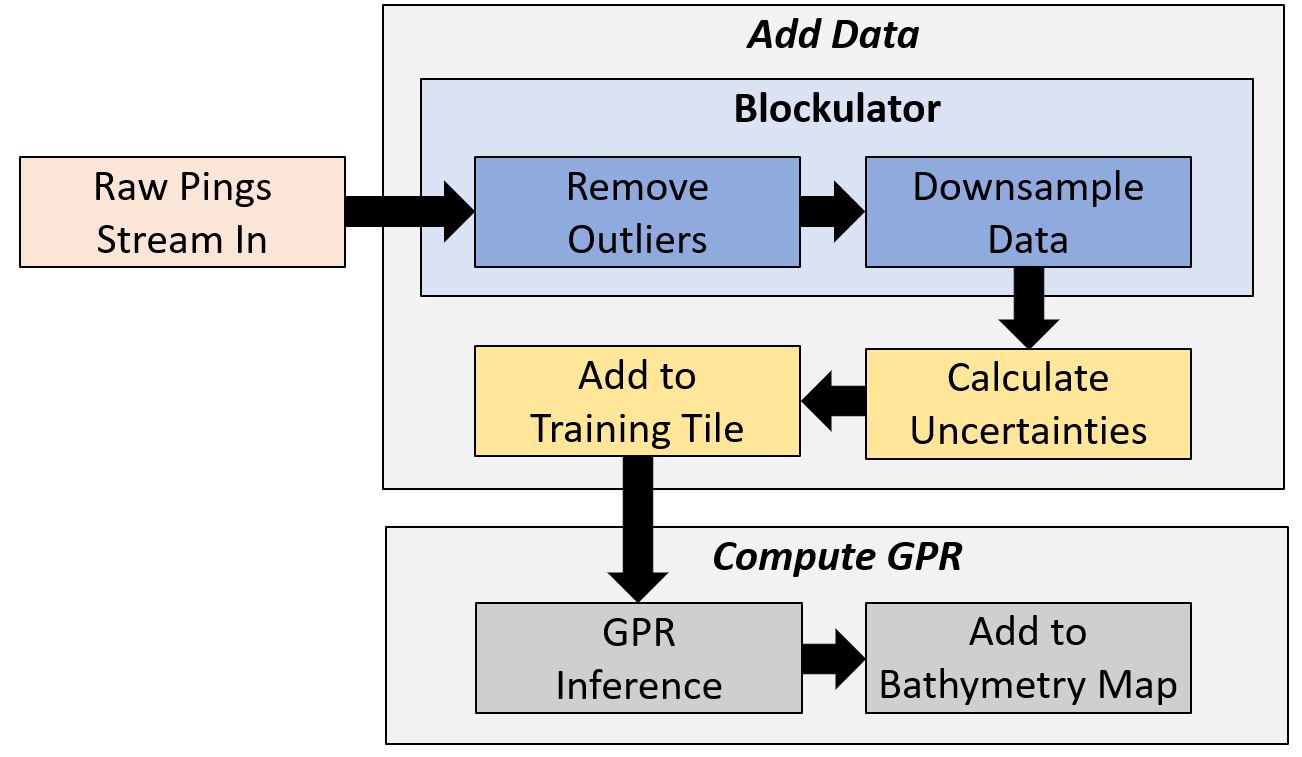 Add Data
Blockulator
Raw Pings
Stream In
Remove
Outliers
Downsample
Data
Add to
Training Tile
Calculate
Uncertainties
Compute GPR
GPR
Inference
Add to
Bathymetry Map